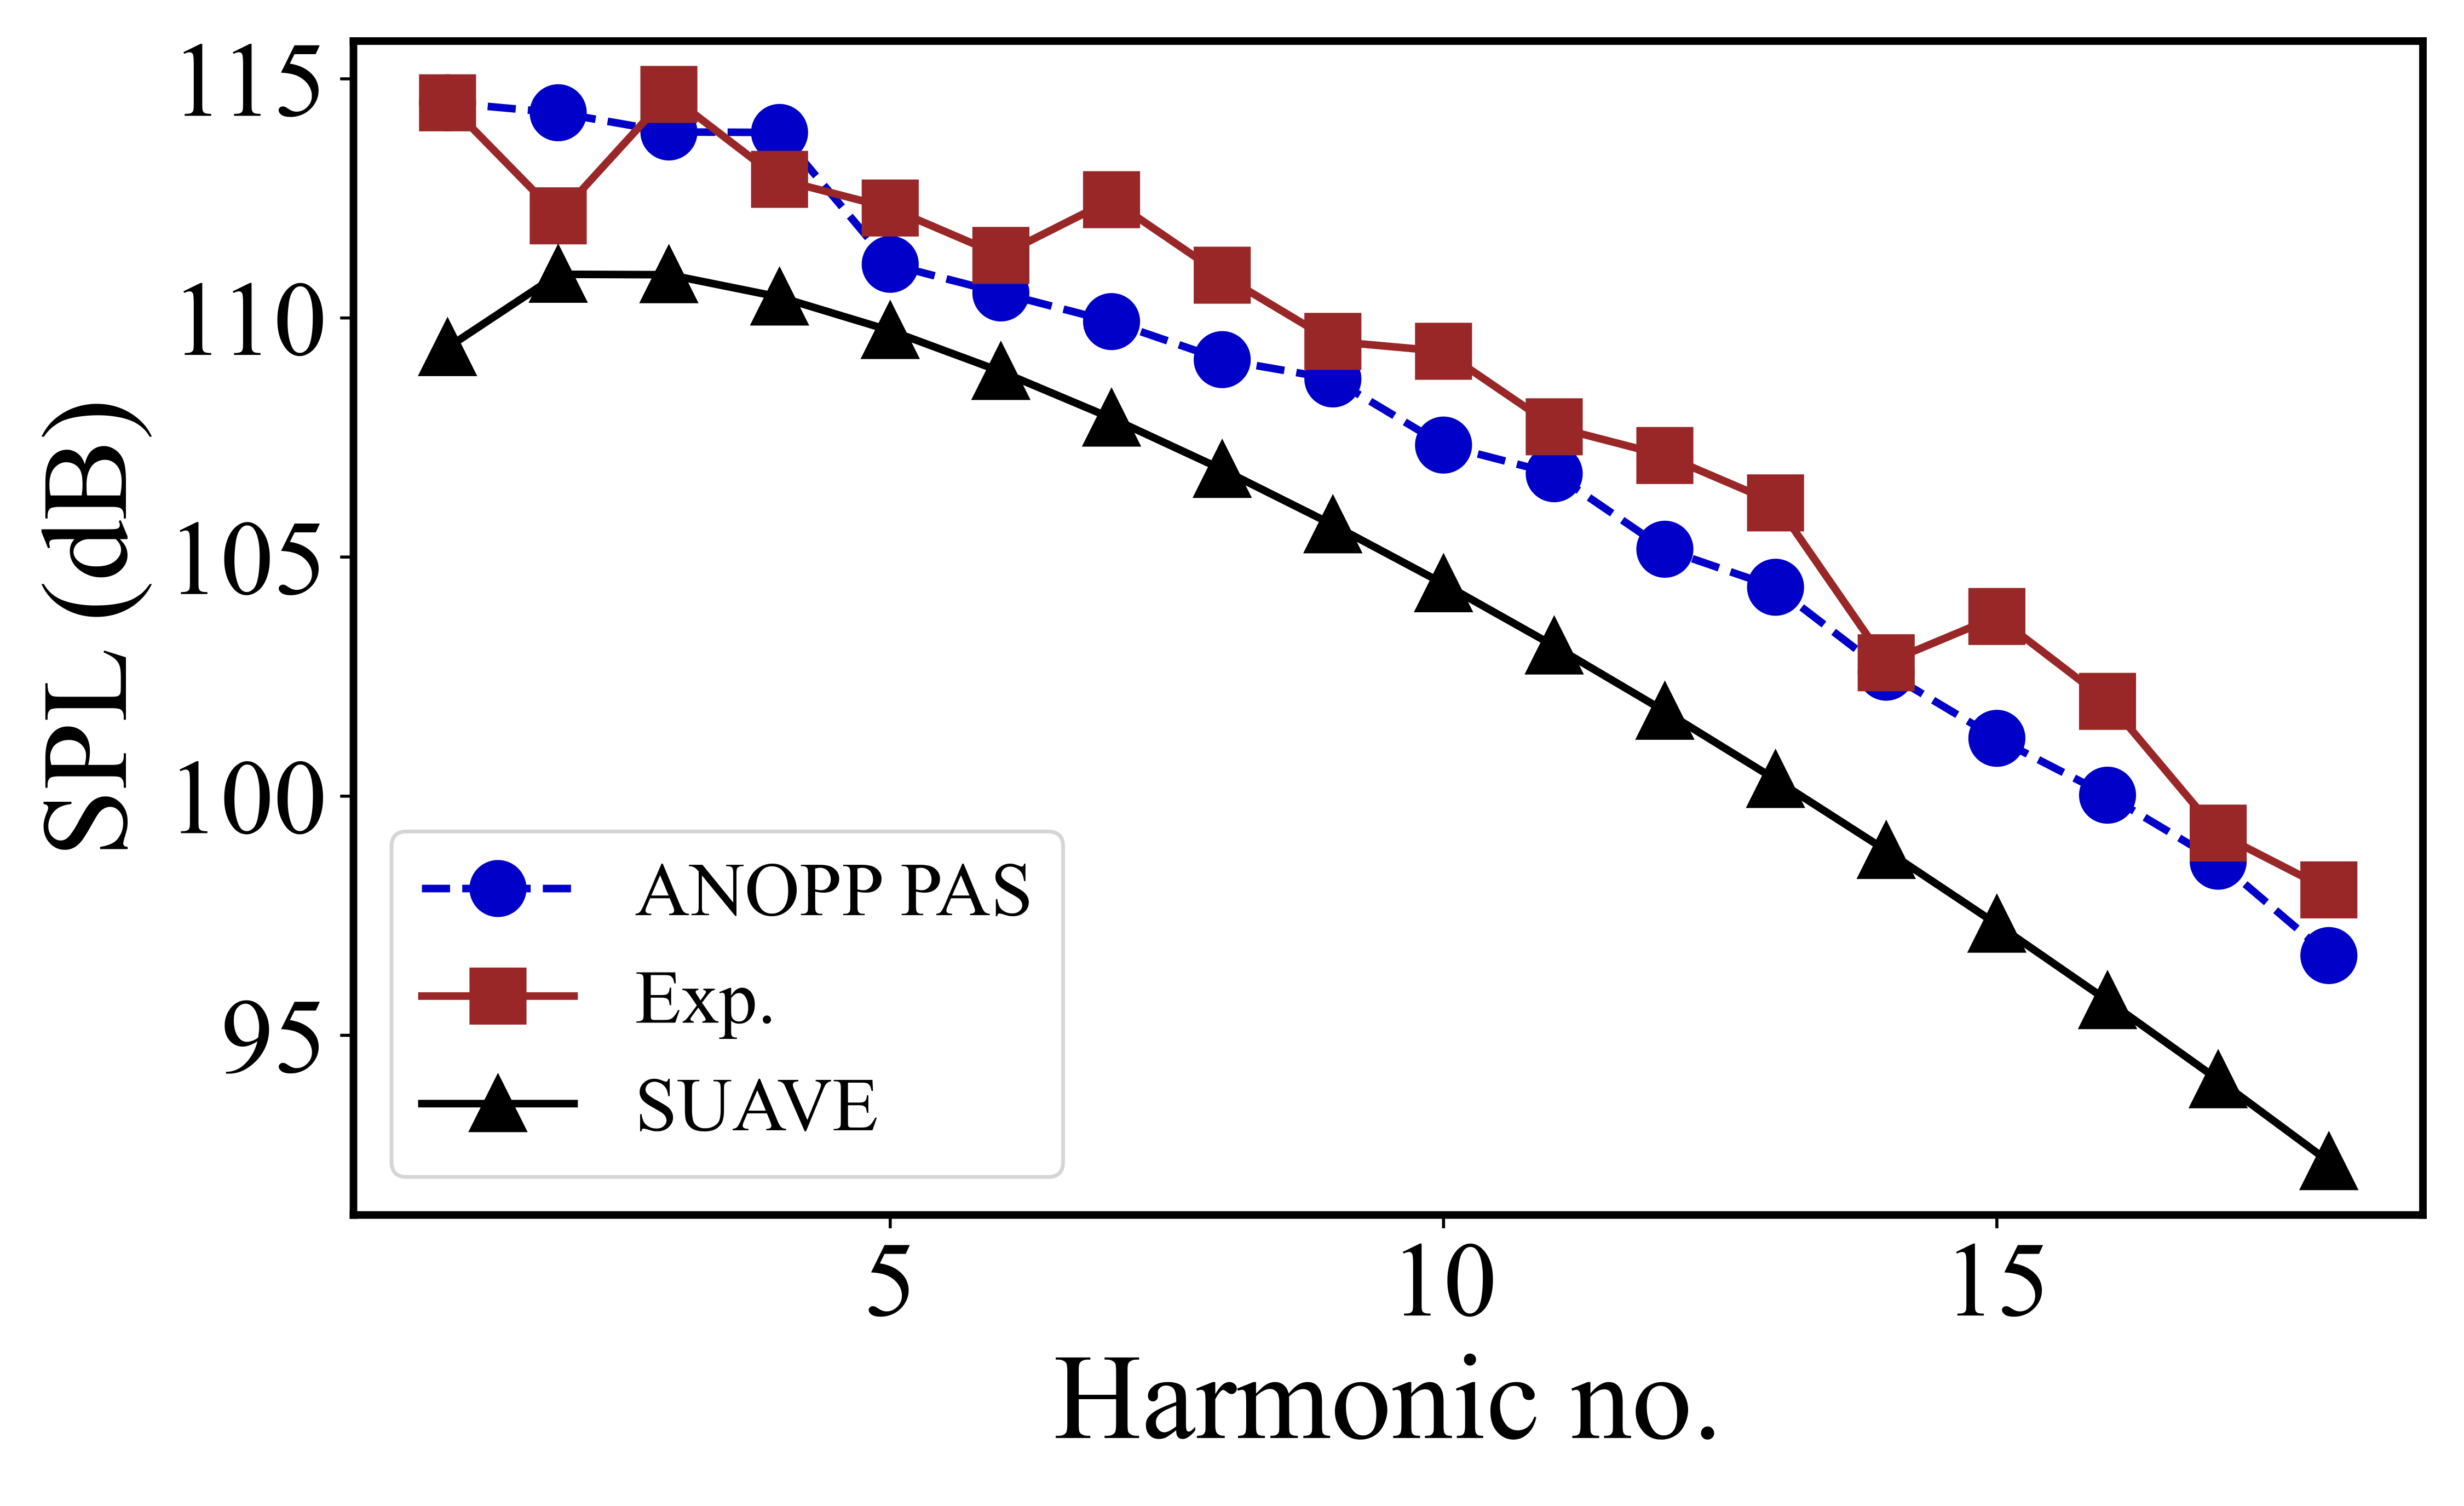 115
110
105
100
95
SPL (dB)
ANOPP PAS
Exp.
SUAVE
5 10 15
Harmonic no.